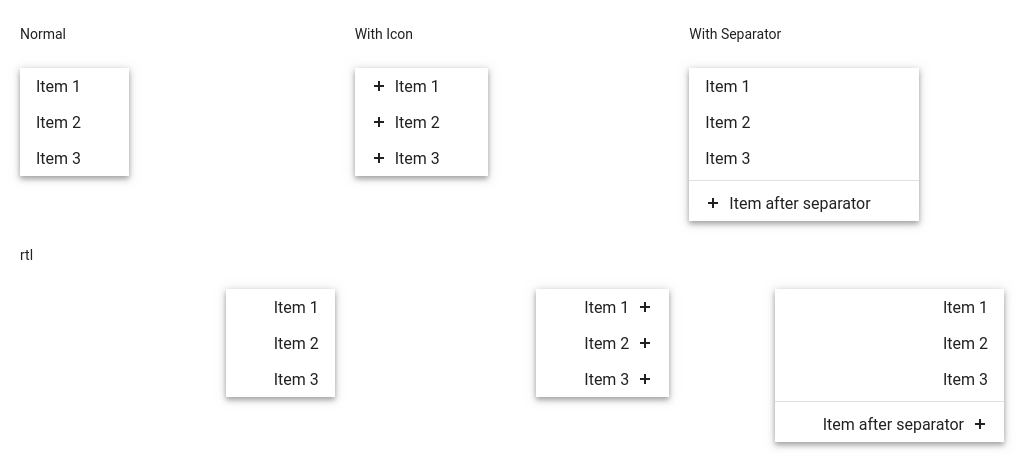 Normal
With Icon
With Separator
Item 1
Item 2
Item 3
+ Item 1
+ Item 2
+ Item 3
Item 1
Item 2
Item 3
+ Item after separator
rtl
Item 1
Item 2
Item 3
Item 1 +
Item 2 +
Item 3 +
Item 1
Item 2
Item 3
Item after separator +